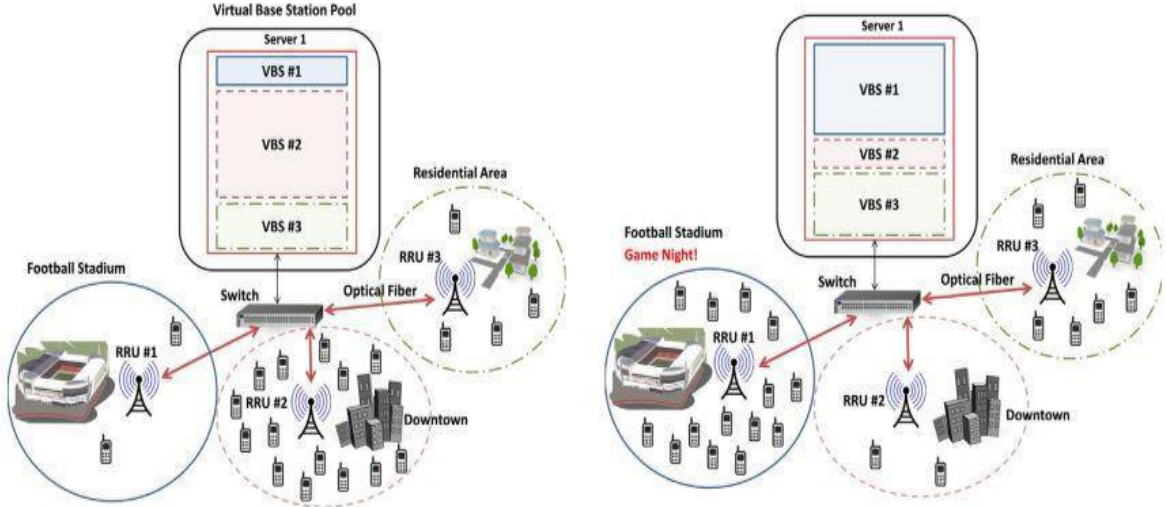 Virtual Base Station Pool
Server 1
VBS #1
VBS #2
VBS #3
Residential Area
RRU #3
Football Stadium
Switch
Optical Fiber
RRU #1
RRU #2
Downtown
Server 1
VBS #1
VBS #2
VBS #3
Residential Area
Football Stadium
Game Night!
RRU #3
Switch
Optical Fiber
RRU #1
RRU #2
Downtown